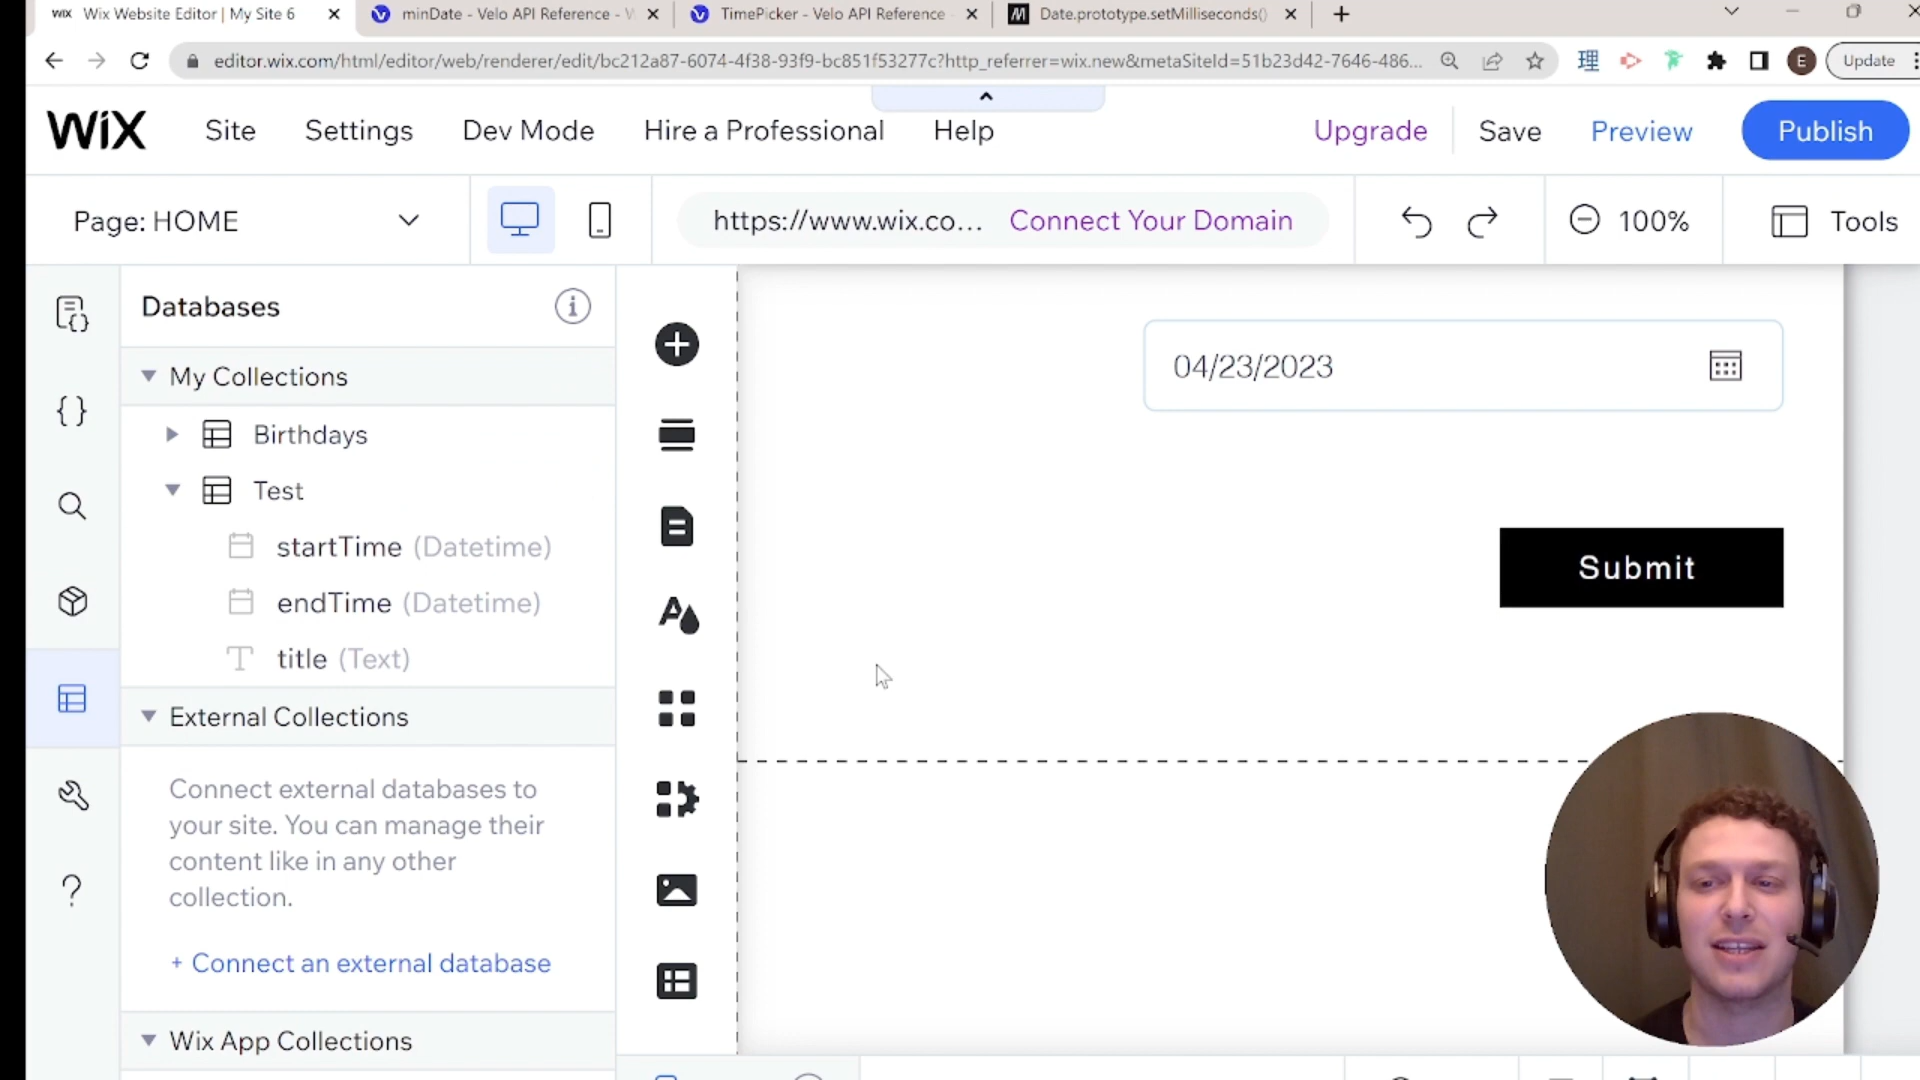 WIX Wix Website Editor | My Site 6
minDate - Velo API Reference - W
TimePicker - Velo API Reference -
M Date.prototype.setMilliseconds()
editor.wix.com/html/editor/web/renderer/edit/bc212a87-6074-4f38-93f9-bc851f53277c?http_referrer=wix.new&metaSiteId=51b23d42-7646-486...
理
E
Update
WiX
Site
Settings
Dev Mode
Hire a Professional
Help
Upgrade
Save
Preview
Publish
Page: HOME
https://www.wix.co...
Connect Your Domain
100%
Tools
Databases
My Collections
Birthdays
Test
startTime (Datetime)
endTime (Datetime)
title (Text)
External Collections
Connect external databases to
your site. You can manage their
content like in any other
collection.
+ Connect an external database
Wix App Collections
04/23/2023
Submit